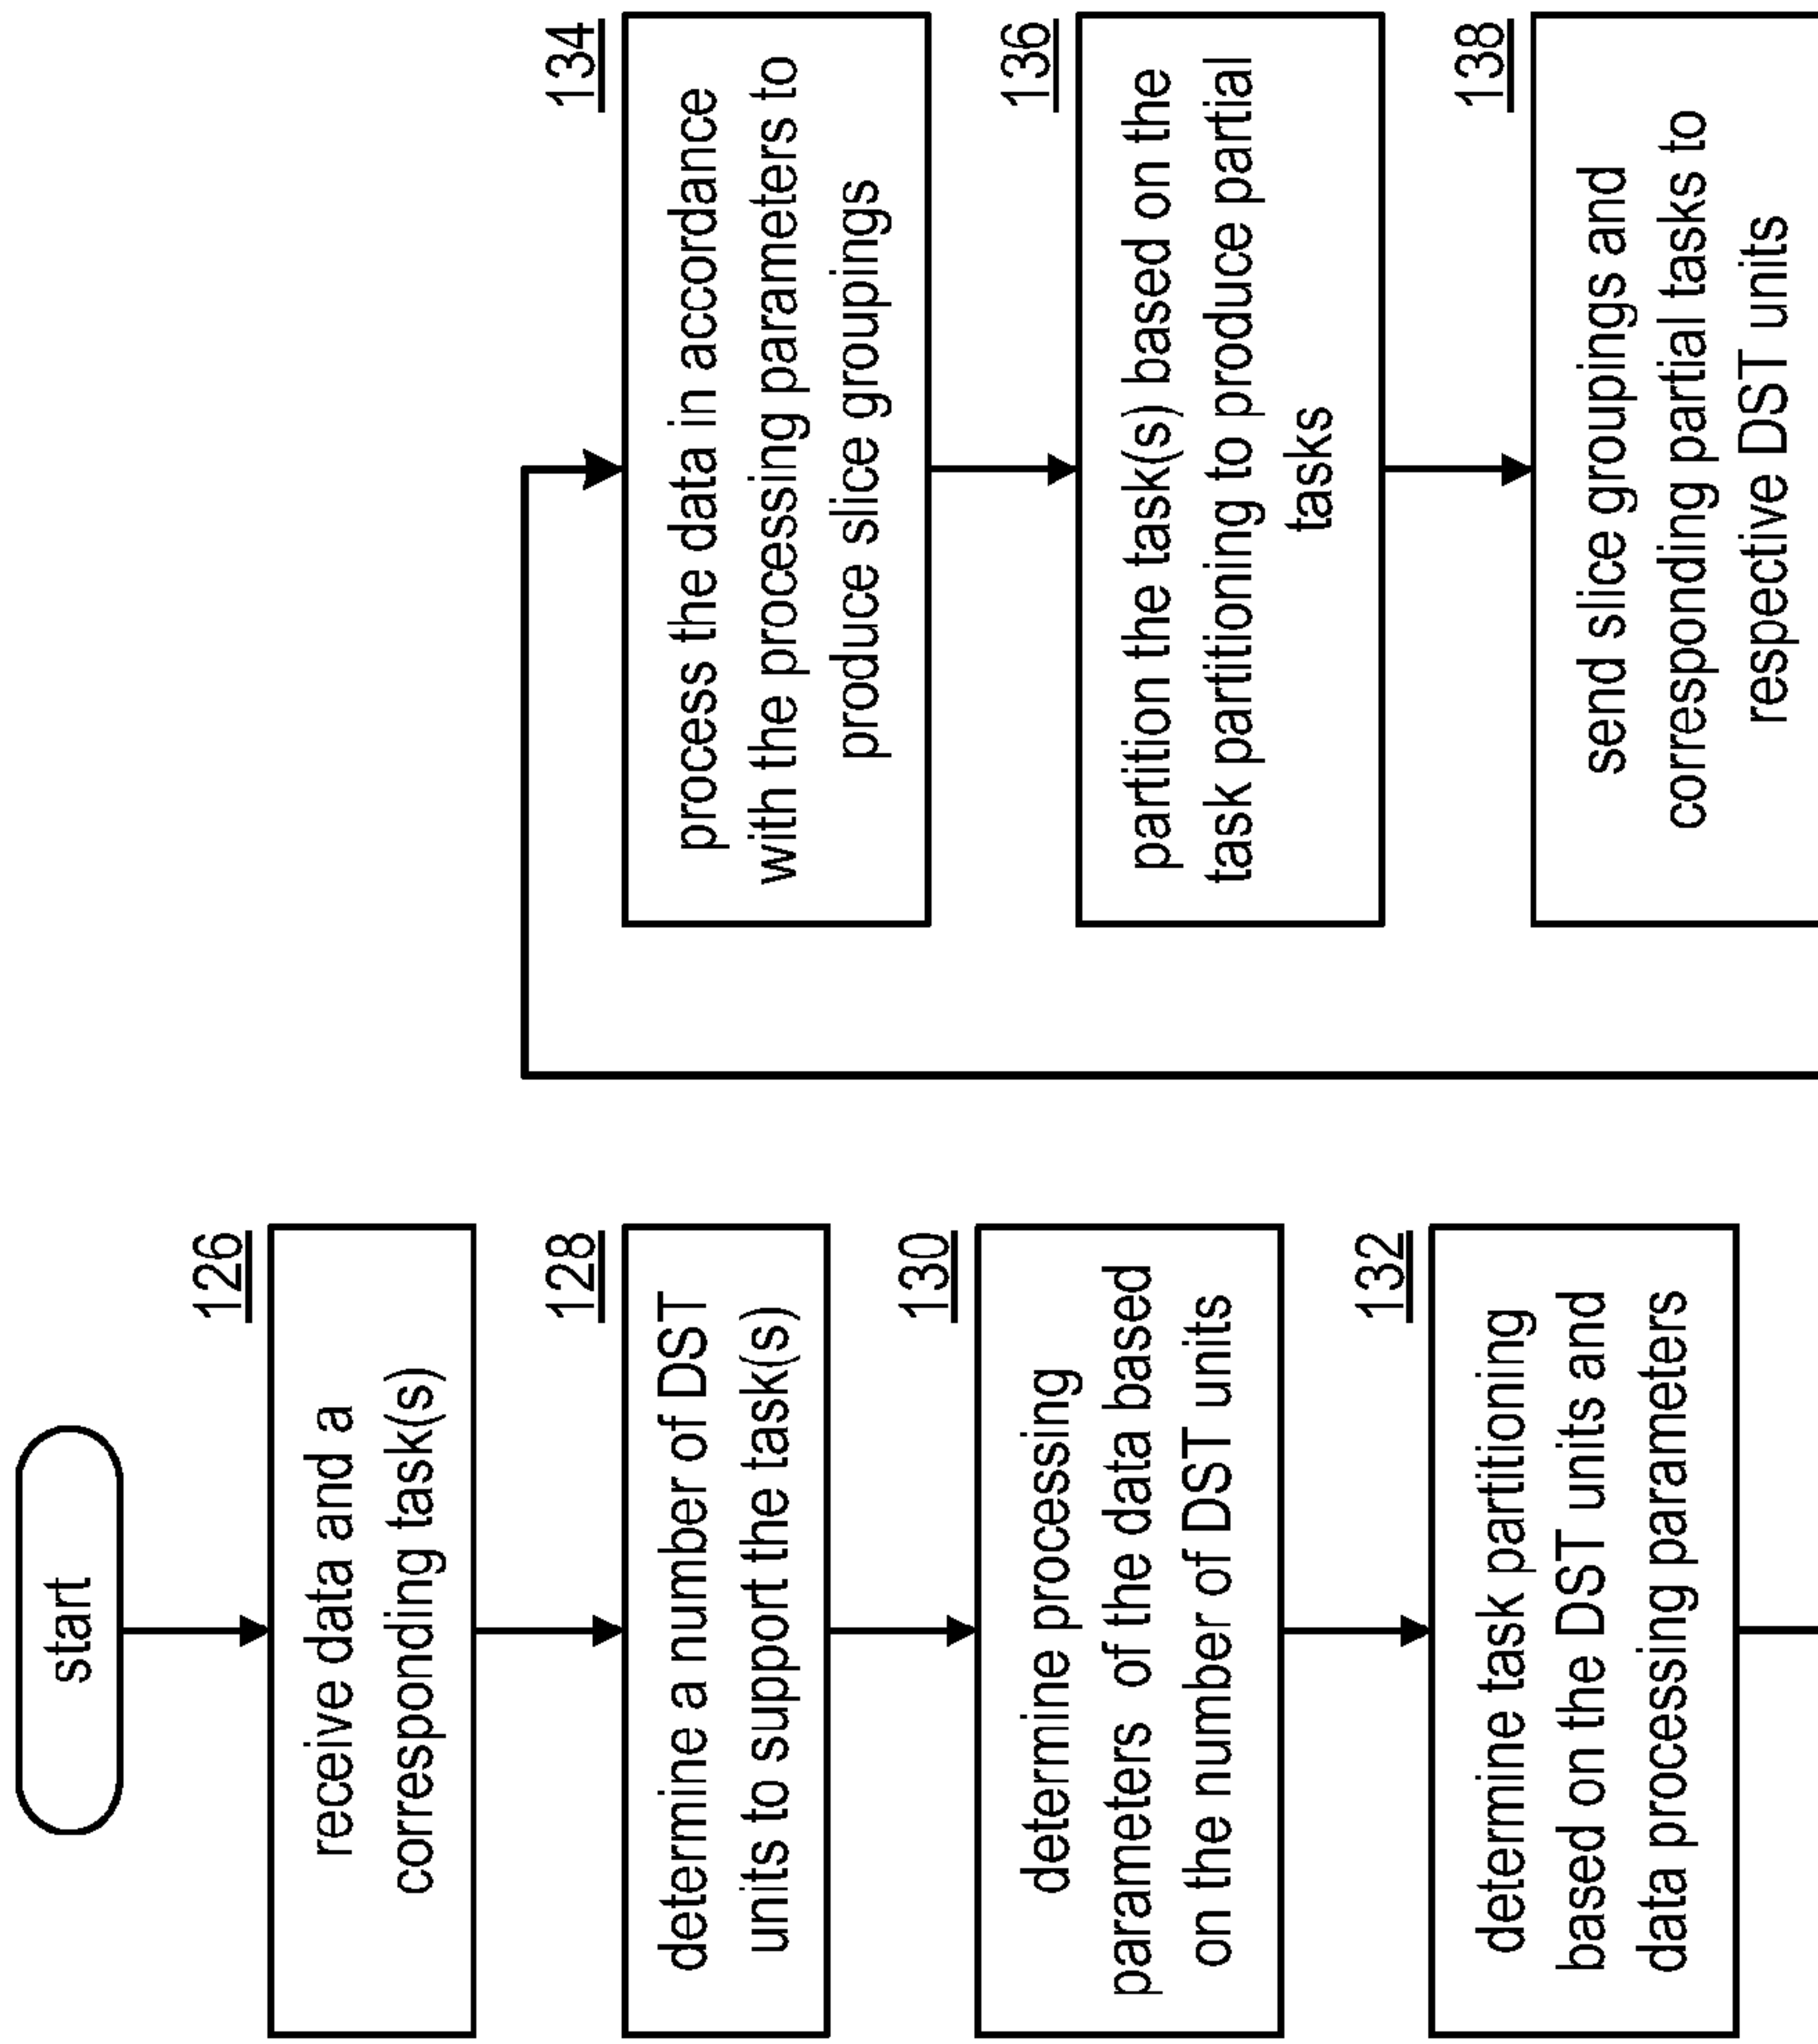 start
126
receive data and a
corresponding task(s)
128
determine a number of DST
units to support the task(s)
130
determine processing
parameters of the data based
on the number of DST units
132
determine task partitioning
based on the DST units and
data processing parameters
134
process the data in accordance
with the processing parameters to
produce slice groupings
136
partition the task(s) based on the
task partitioning to produce partial
tasks
138
send slice groupings and
corresponding partial tasks to
respective DST units